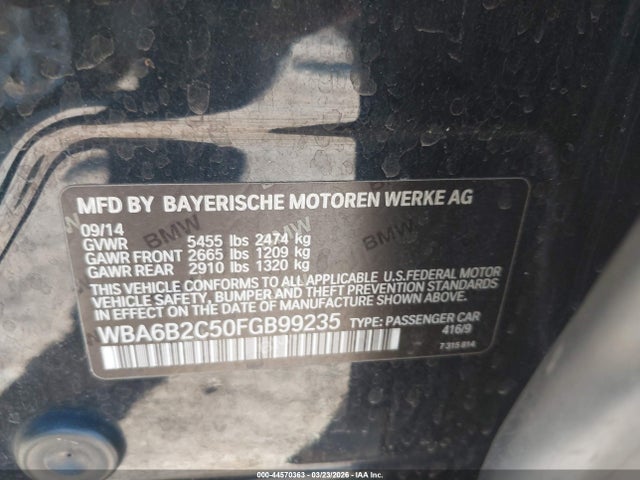 MFD BY BAYERISCHE MOTOREN WERKE AG
09/14
GVWR 5455 lbs 2474 kg
GAWR FRONT 2665 lbs 1209 kg
GAWR REAR 2910 lbs 1320 kg
THIS VEHICLE CONFORMS TO ALL APPLICABLE U.S.FEDERAL MOTOR
VEHICLE SAFETY, BUMPER AND THEFT PREVENTION STANDARDS
IN EFFECT ON THE DATE OF MANUFACTURE SHOWN ABOVE.
WBA6B2C50FGB99235 TYPE: PASSENGER CAR
416/9
7 315 814
BMW
BMW
BMW
000-44570363 - 03/23/2026 - IAA Inc.